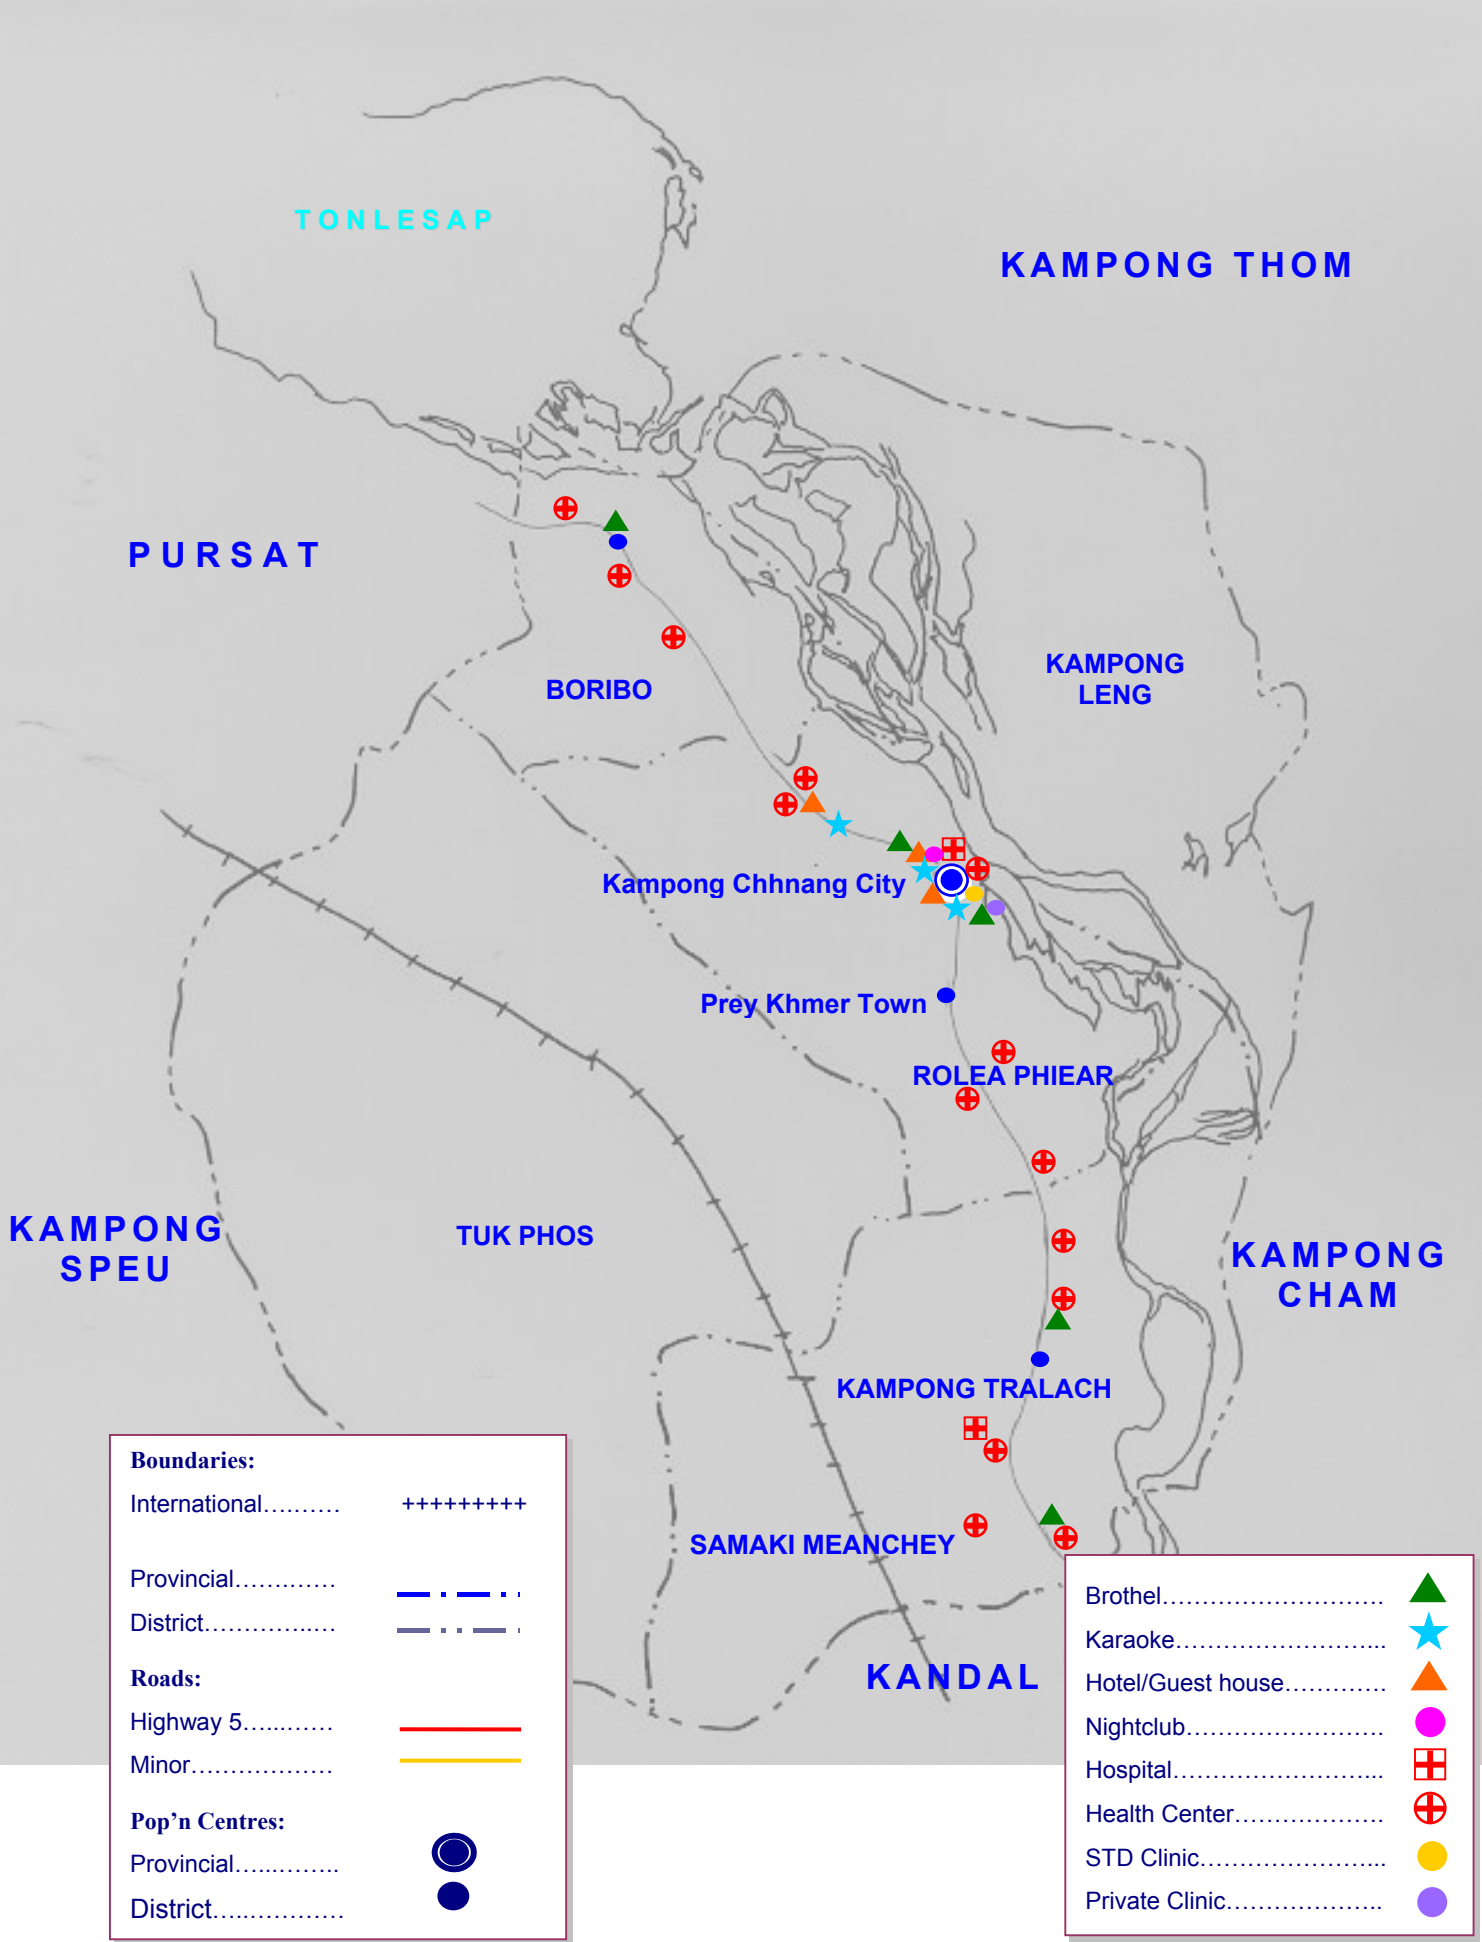 TONLESAP
KAMPONG THOM
PURSAT
KAMPONG
LENG
BORIBO
Kampong Chhnang City
Prey Khmer Town
ROLEA PHIEAR
KAMPONG
SPEU
TUK PHOS
KAMPONG
CHAM
KAMPONG TRALACH
SAMAKI MEANCHEY
KANDAL
Boundaries:
International………. +++++++++
Provincial……..……
District…………..….
Roads:
Highway 5…..……
Minor………………
Pop’n Centres:
Provincial…...……..
District…..…………
Brothel……………………….
Karaoke……………………...
Hotel/Guest house………….
Nightclub…………………….
Hospital……………………...
Health Center……………….
STD Clinic…………………...
Private Clinic………………..